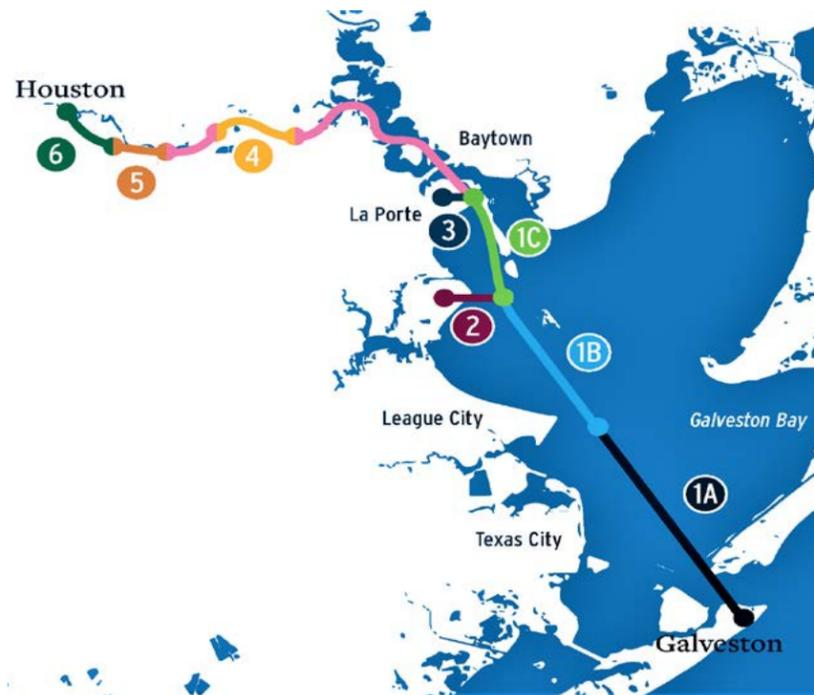 Houston
Baytown
6
5
4
La Porte
3
1C
2
1B
League City
Galveston Bay
1A
Texas City
Galveston